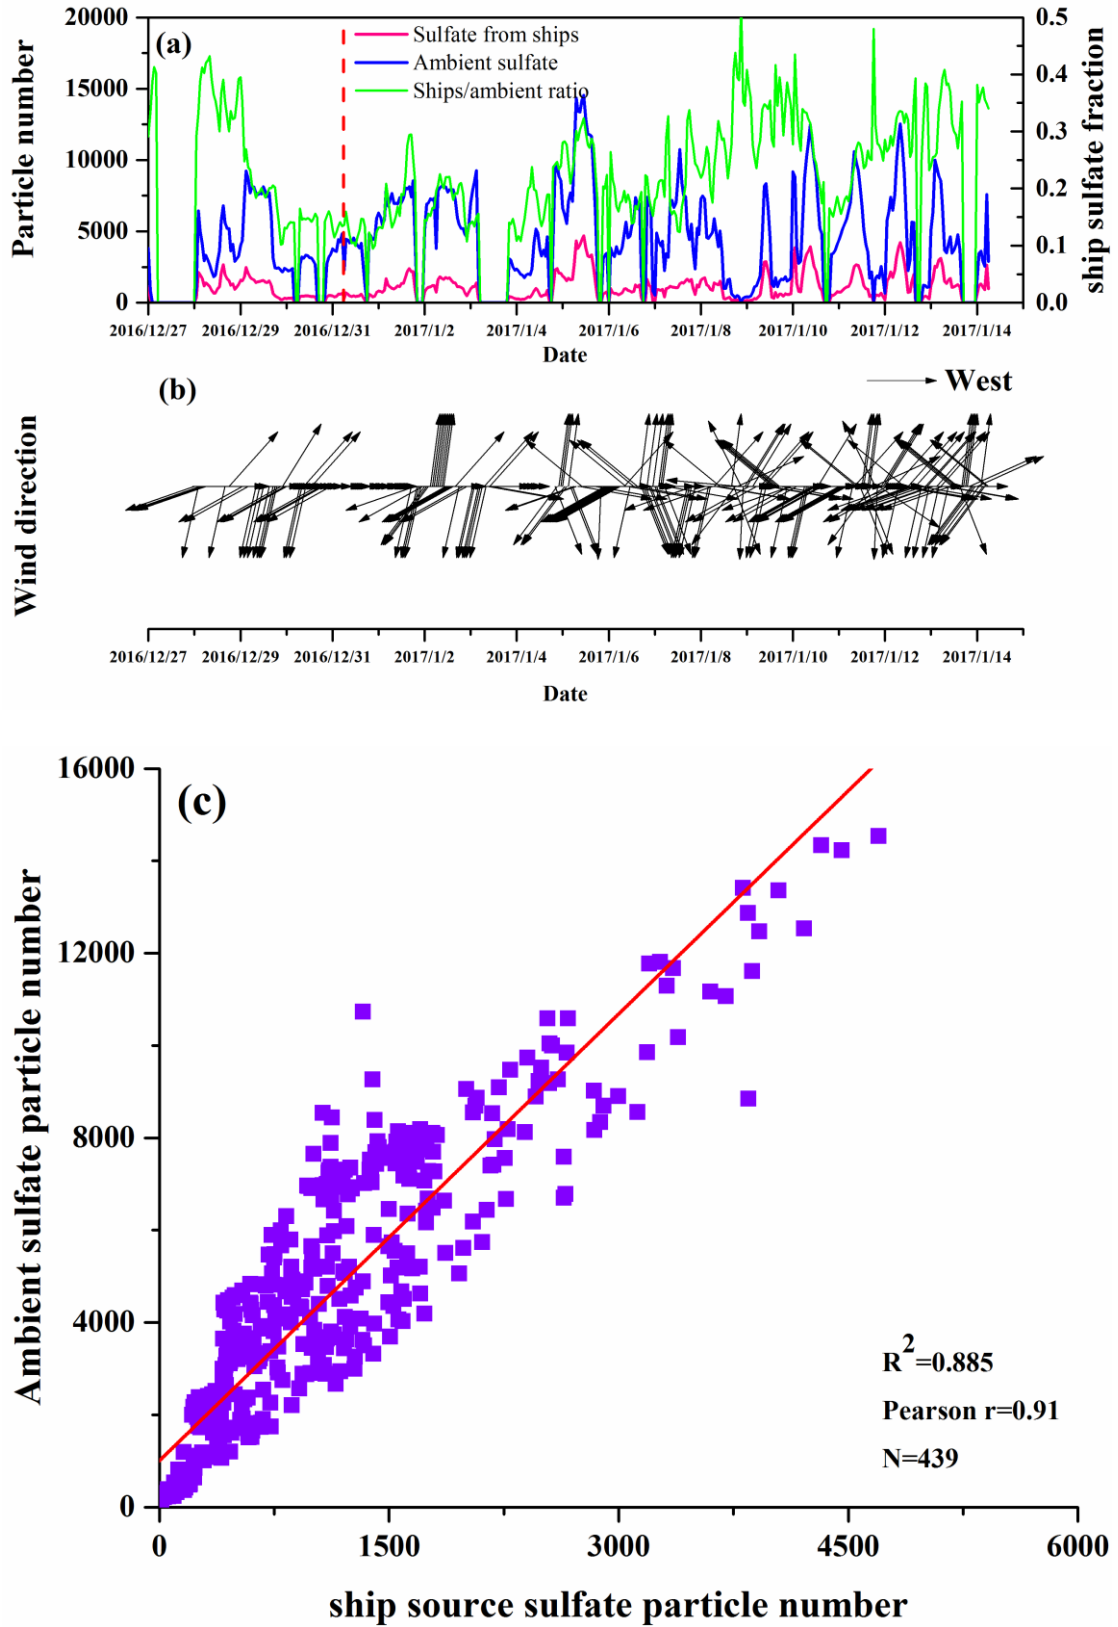 (a)
Sulfate from ships
Ambient sulfate
Ships/ambient ratio
Particle number
20000
15000
10000
5000
0
ship sulfate fraction
0.5
0.4
0.3
0.2
0.1
0.0
2016/12/27 2016/12/29 2016/12/31 2017/1/2 2017/1/4 2017/1/6 2017/1/8 2017/1/10 2017/1/12 2017/1/14
Date
(b)
West
Wind direction
2016/12/27 2016/12/29 2016/12/31 2017/1/2 2017/1/4 2017/1/6 2017/1/8 2017/1/10 2017/1/12 2017/1/14
Date
(c)
Ambient sulfate particle number
16000
12000
8000
4000
0
R²=0.885
Pearson r=0.91
N=439
0 1500 3000 4500 6000
ship source sulfate particle number